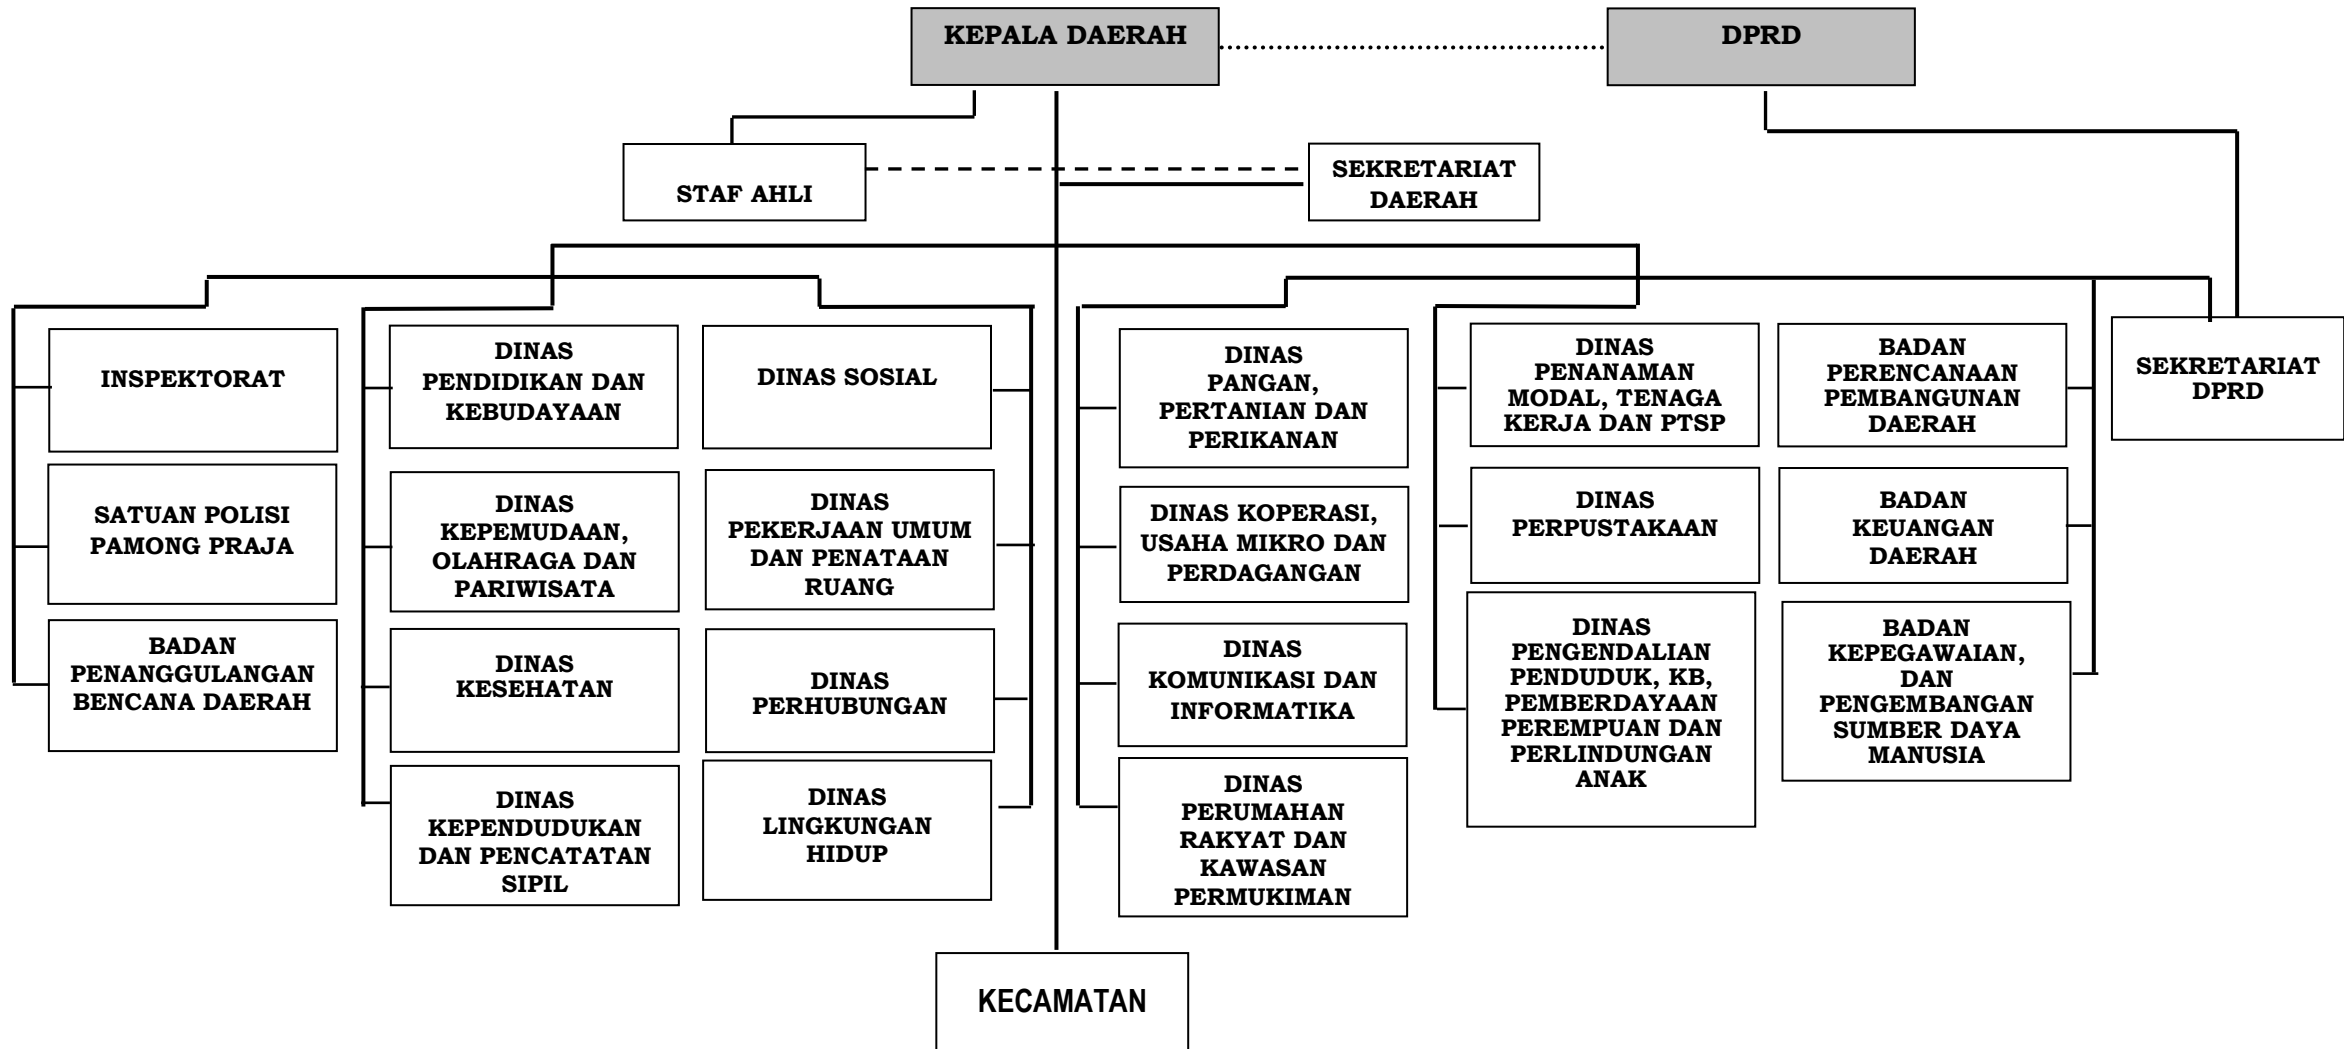 KEPALA DAERAH
DPRD
STAF AHLI
SEKRETARIAT
DAERAH
INSPEKTORAT
SATUAN POLISI
PAMONG PRAJA
BADAN
PENANGGULANGAN
BENCANA DAERAH
DINAS
PENDIDIKAN DAN
KEBUDAYAAN
DINAS
KEPEMUDAAN,
OLAHRAGA DAN
PARIWISATA
DINAS
KESEHATAN
DINAS
KEPENDUDUKAN
DAN PENCATATAN
SIPIL
DINAS SOSIAL
DINAS
PEKERJAAN UMUM
DAN PENATAAN
RUANG
DINAS
PERHUBUNGAN
DINAS
LINGKUNGAN
HIDUP
DINAS
PANGAN,
PERTANIAN DAN
PERIKANAN
DINAS KOPERASI,
USAHA MIKRO DAN
PERDAGANGAN
DINAS
KOMUNIKASI DAN
INFORMATIKA
DINAS
PERUMAHAN
RAKYAT DAN
KAWASAN
PERMUKIMAN
DINAS
PENANAMAN
MODAL, TENAGA
KERJA DAN PTSP
DINAS
PERPUSTAKAAN
DINAS
PENGENDALIAN
PENDUDUK, KB,
PEMBERDAYAAN
PEREMPUAN DAN
PERLINDUNGAN
ANAK
BADAN
PERENCANAAN
PEMBANGUNAN
DAERAH
BADAN
KEUANGAN
DAERAH
BADAN
KEPEGAWAIAN,
DAN
PENGEMBANGAN
SUMBER DAYA
MANUSIA
SEKRETARIAT
DPRD
KECAMATAN